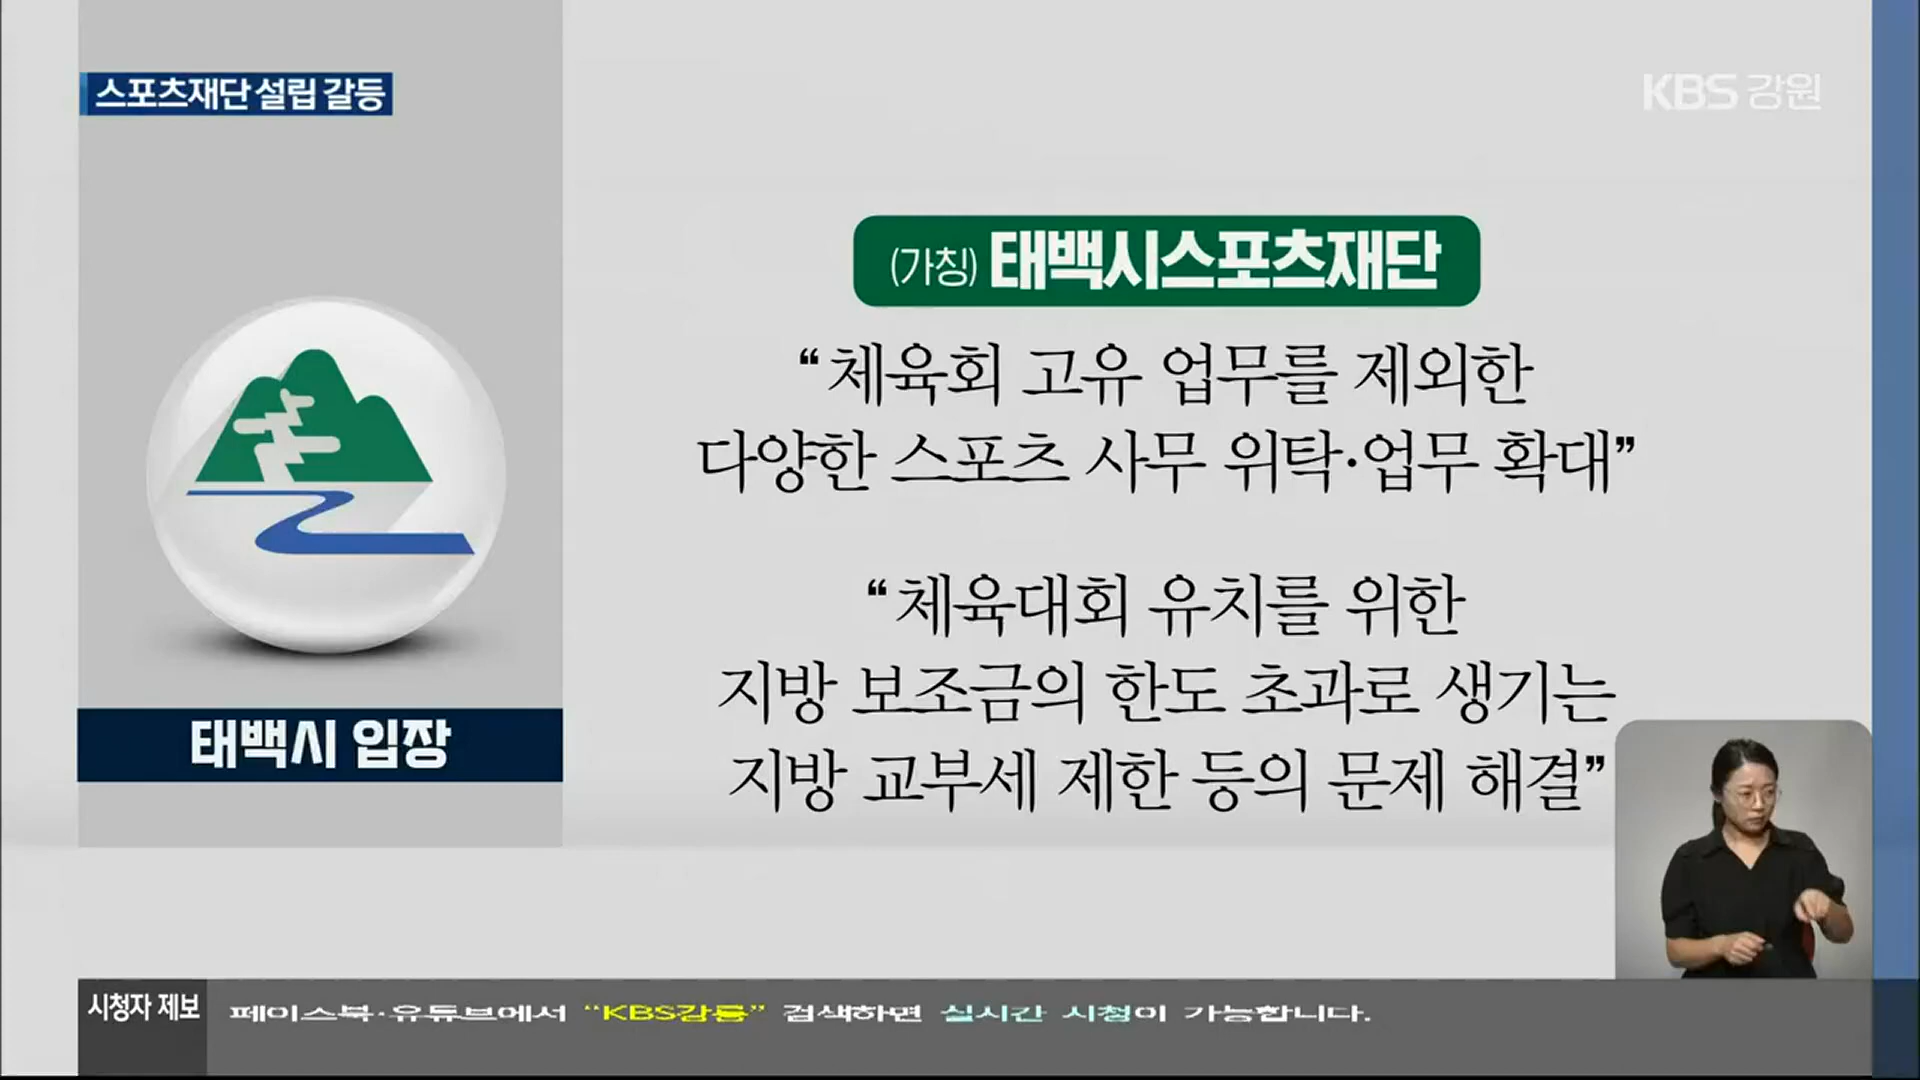 스포츠재단 설립 갈등
KBS 강원
(가칭) 태백시스포츠재단
“체육회 고유 업무를 제외한
다양한 스포츠 사무 위탁·업무 확대”
“체육대회 유치를 위한
지방 보조금의 한도 초과로 생기는
지방 교부세 제한 등의 문제 해결”
태백시 입장
시청자 제보
페이스북·유튜브에서 “KBS강릉” 검색하면 실시간 시청이 가능합니다.